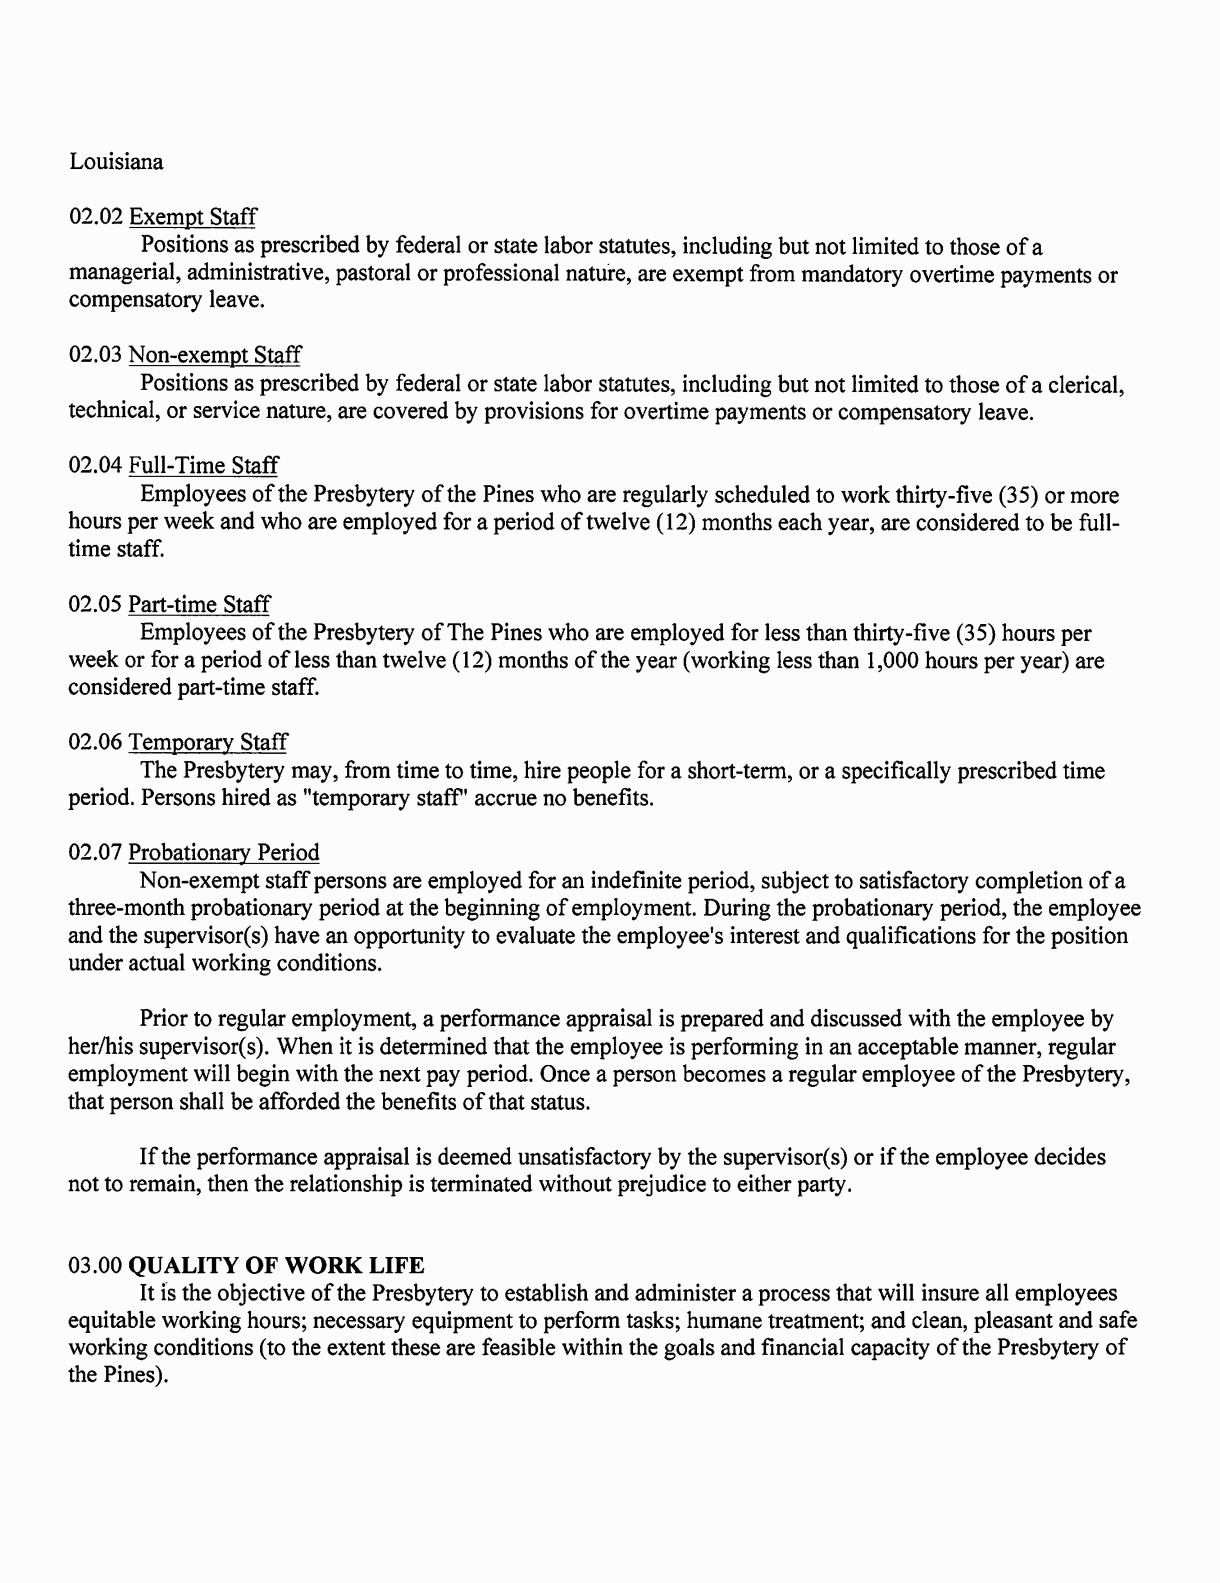 Louisiana
02.02 Exempt Staff
Positions as prescribed by federal or state labor statutes, including but not limited to those of a
managerial, administrative, pastoral or professional nature, are exempt from mandatory overtime payments or
compensatory leave.
02.03 Non-exempt Staff
Positions as prescribed by federal or state labor statutes, including but not limited to those of a clerical,
technical, or service nature, are covered by provisions for overtime payments or compensatory leave.
02.04 Full-Time Staff
Employees of the Presbytery of the Pines who are regularly scheduled to work thirty-five (35) or more
hours per week and who are employed for a period of twelve (12) months each year, are considered to be full-
time staff.
02.05 Part-time Staff
Employees of the Presbytery of The Pines who are employed for less than thirty-five (35) hours per
week or for a period of less than twelve (12) months of the year (working less than 1,000 hours per year) are
considered part-time staff.
02.06 Temporary Staff
The Presbytery may, from time to time, hire people for a short-term, or a specifically prescribed time
period. Persons hired as "temporary staff" accrue no benefits.
02.07 Probationary Period
Non-exempt staff persons are employed for an indefinite period, subject to satisfactory completion of a
three-month probationary period at the beginning of employment. During the probationary period, the employee
and the supervisor(s) have an opportunity to evaluate the employee's interest and qualifications for the position
under actual working conditions.
Prior to regular employment, a performance appraisal is prepared and discussed with the employee by
her/his supervisor(s). When it is determined that the employee is performing in an acceptable manner, regular
employment will begin with the next pay period. Once a person becomes a regular employee of the Presbytery,
that person shall be afforded the benefits of that status.
If the performance appraisal is deemed unsatisfactory by the supervisor(s) or if the employee decides
not to remain, then the relationship is terminated without prejudice to either party.
03.00 QUALITY OF WORK LIFE
It is the objective of the Presbytery to establish and administer a process that will insure all employees
equitable working hours; necessary equipment to perform tasks; humane treatment; and clean, pleasant and safe
working conditions (to the extent these are feasible within the goals and financial capacity of the Presbytery of
the Pines).